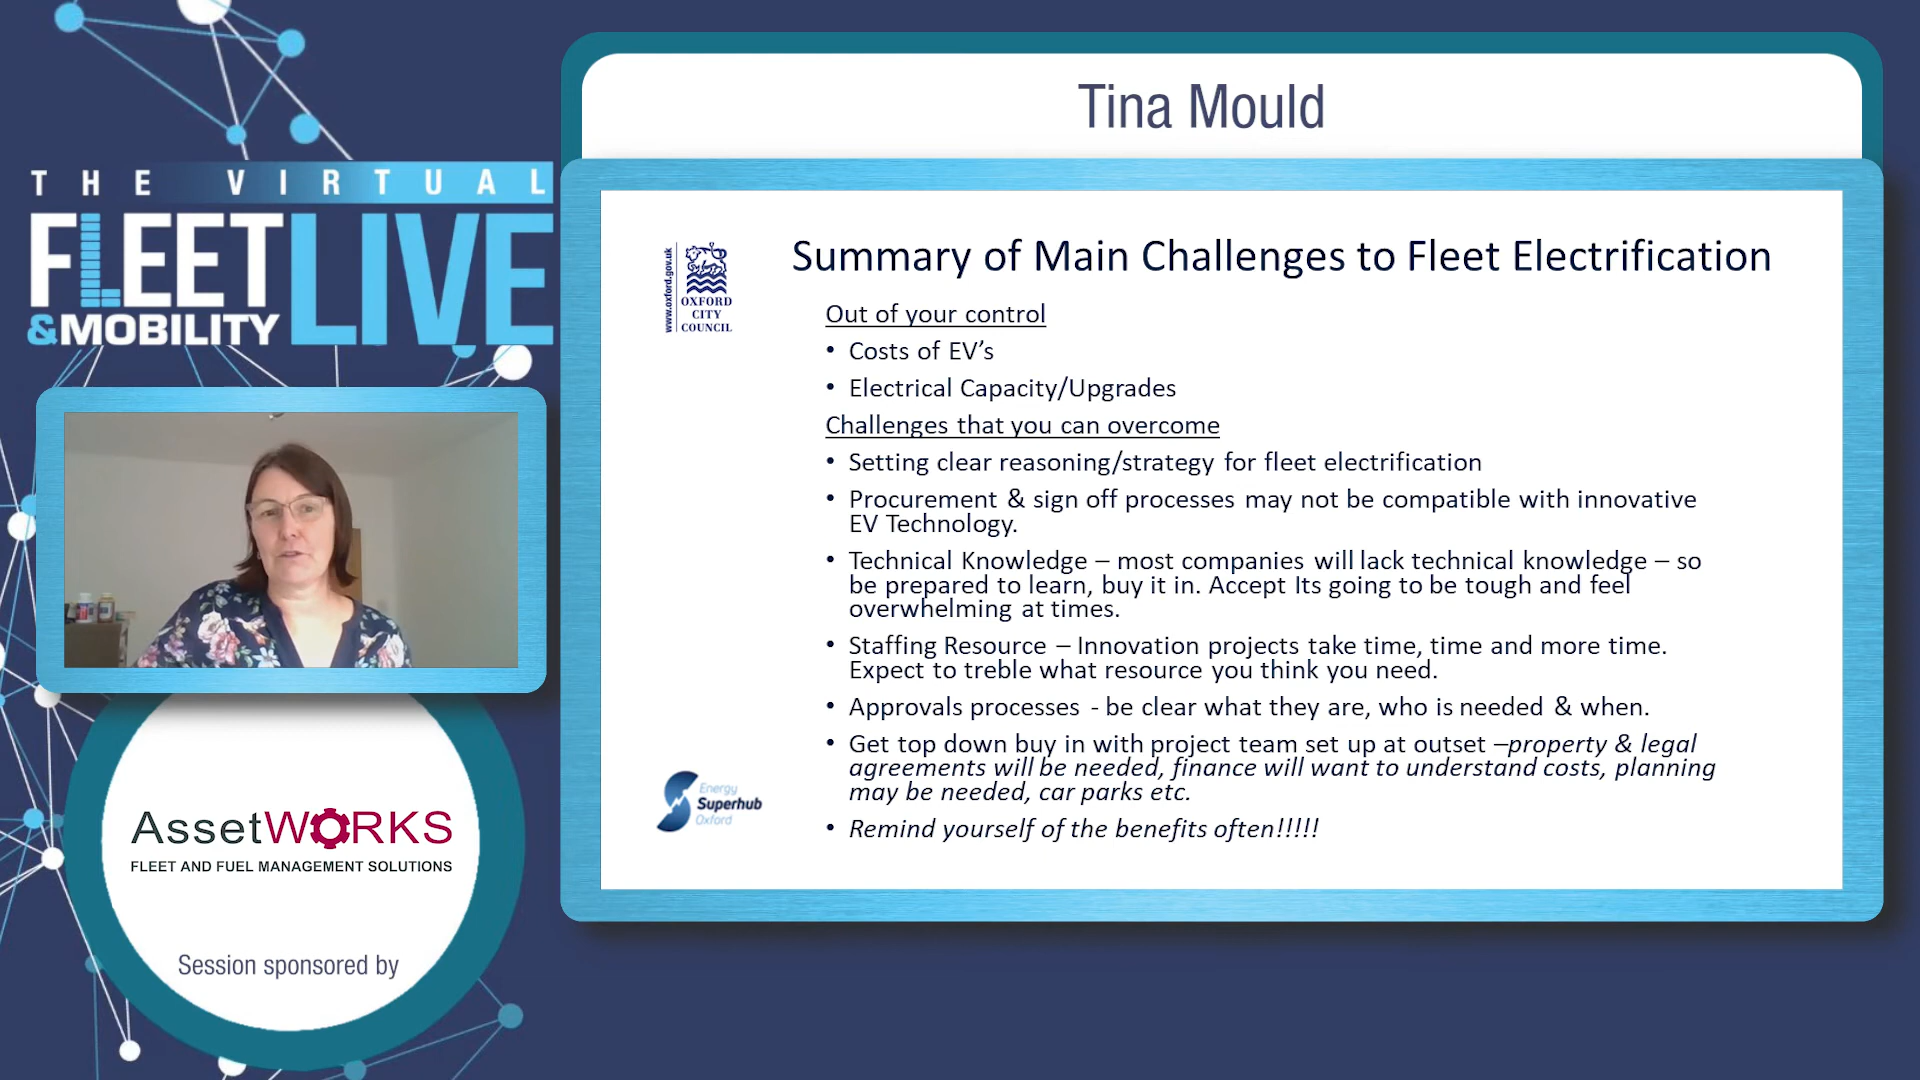 THE VIRTUAL
FLEET
&MOBILITY
LIVE
Tina Mould
www.oxford.gov.uk
OXFORD
CITY
COUNCIL
Summary of Main Challenges to Fleet Electrification
Out of your control
• Costs of EV’s
• Electrical Capacity/Upgrades
Challenges that you can overcome
• Setting clear reasoning/strategy for fleet electrification
• Procurement & sign off processes may not be compatible with innovative
EV Technology.
• Technical Knowledge – most companies will lack technical knowledge – so
be prepared to learn, buy it in. Accept Its going to be tough and feel
overwhelming at times.
• Staffing Resource – Innovation projects take time, time and more time.
Expect to treble what resource you think you need.
• Approvals processes - be clear what they are, who is needed & when.
• Get top down buy in with project team set up at outset –property & legal
agreements will be needed, finance will want to understand costs, planning
may be needed, car parks etc.
• Remind yourself of the benefits often!!!!!
Energy
Superhub
Oxford
AssetWORKS
FLEET AND FUEL MANAGEMENT SOLUTIONS
Session sponsored by